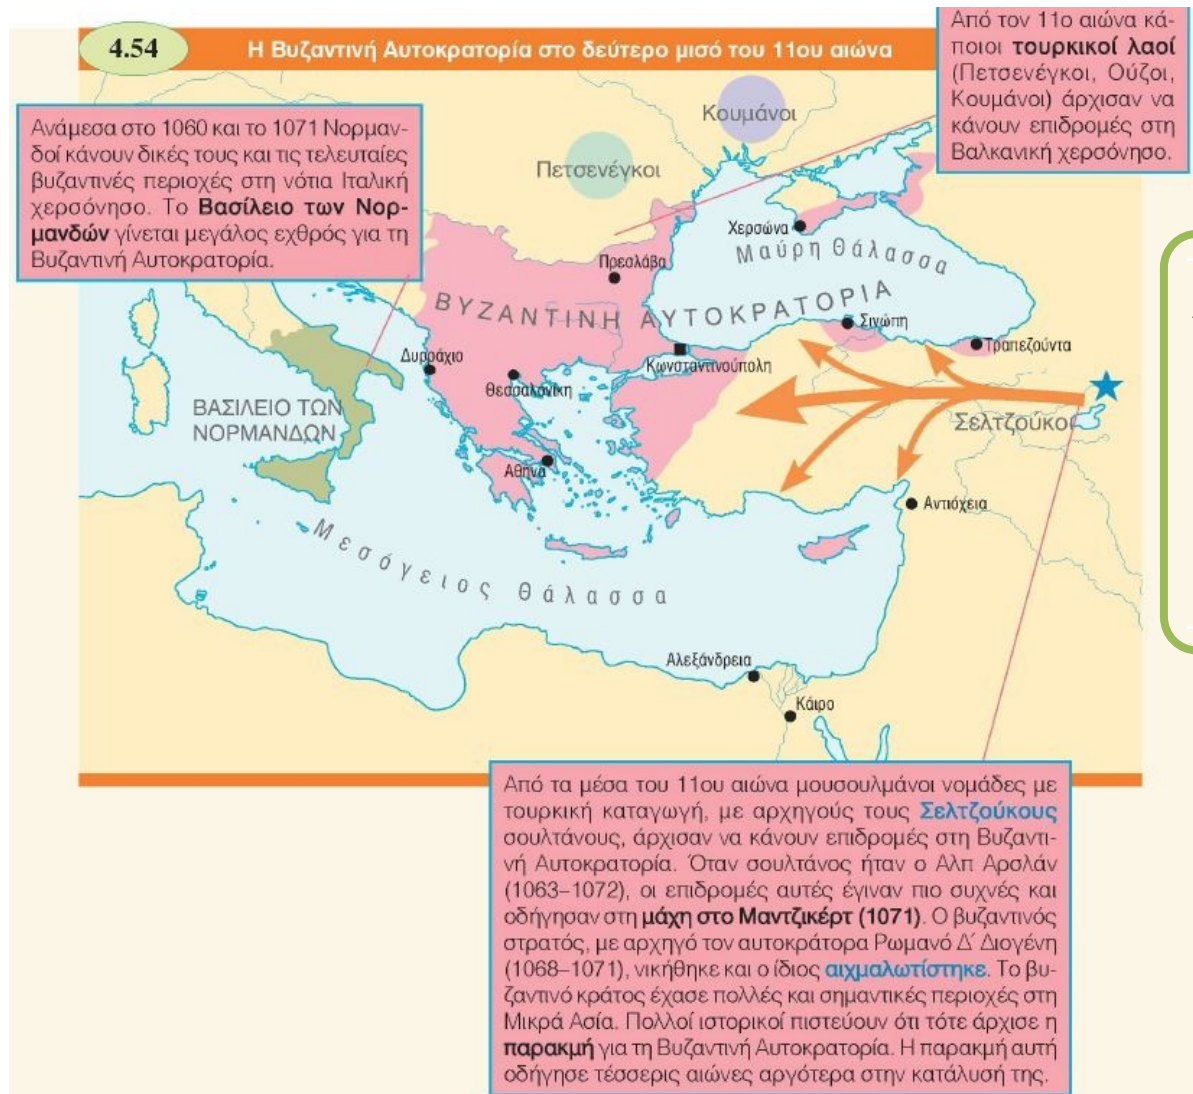 4.54
Η Βυζαντινή Αυτοκρατορία στο δεύτερο μισό του 11ου αιώνα
Από τον 11ο αιώνα κά-
ποιοι τουρκικοί λαοί
(Πετσενέγκοι, Ούζοι,
Κουμάνοι) άρχισαν να
κάνουν επιδρομές στη
Βαλκανική χερσόνησο.
Ανάμεσα στο 1060 και το 1071 Νορμαν-
δοί κάνουν δικές τους και τις τελευταίες
βυζαντινές περιοχές στη νότια Ιταλική
χερσόνησο. Το Βασίλειο των Νορ-
μανδών γίνεται μεγάλος εχθρός για τη
Βυζαντινή Αυτοκρατορία.
Κουμάνοι
Πετσενέγκοι
Χερσώνα
Μαύρη Θάλασσα
Πρεσλάβα
ΒΥΖΑΝΤΙΝΗ ΑΥΤΟΚΡΑΤΟΡΙΑ
Σινώπη
Τραπεζούντα
Δυρράχιο
Κωνσταντινούπολη
Θεσσαλονίκη
ΒΑΣΙΛΕΙΟ ΤΩΝ
ΝΟΡΜΑΝΔΩΝ
Σελτζούκοι
Αθήνα
Αντιόχεια
Μεσόγειος Θάλασσα
Αλεξάνδρεια
Κάιρο
Από τα μέσα του 11ου αιώνα μουσουλμάνοι νομάδες με
τουρκική καταγωγή, με αρχηγούς τους Σελτζούκους
σουλτάνους, άρχισαν να κάνουν επιδρομές στη Βυζαντι-
νή Αυτοκρατορία. Όταν σουλτάνος ήταν ο Αλπ Αρσλάν
(1063–1072), οι επιδρομές αυτές έγιναν πιο συχνές και
οδήγησαν στη μάχη στο Μαντζικέρτ (1071). Ο βυζαντινός
στρατός, με αρχηγό τον αυτοκράτορα Ρωμανό Δ΄ Διογένη
(1068–1071), νικήθηκε και ο ίδιος αιχμαλωτίστηκε. Το βυ-
ζαντινό κράτος έχασε πολλές και σημαντικές περιοχές στη
Μικρά Ασία. Πολλοί ιστορικοί πιστεύουν ότι τότε άρχισε η
παρακμή για τη Βυζαντινή Αυτοκρατορία. Η παρακμή αυτή
οδήγησε τέσσερις αιώνες αργότερα στην κατάλυσή της.